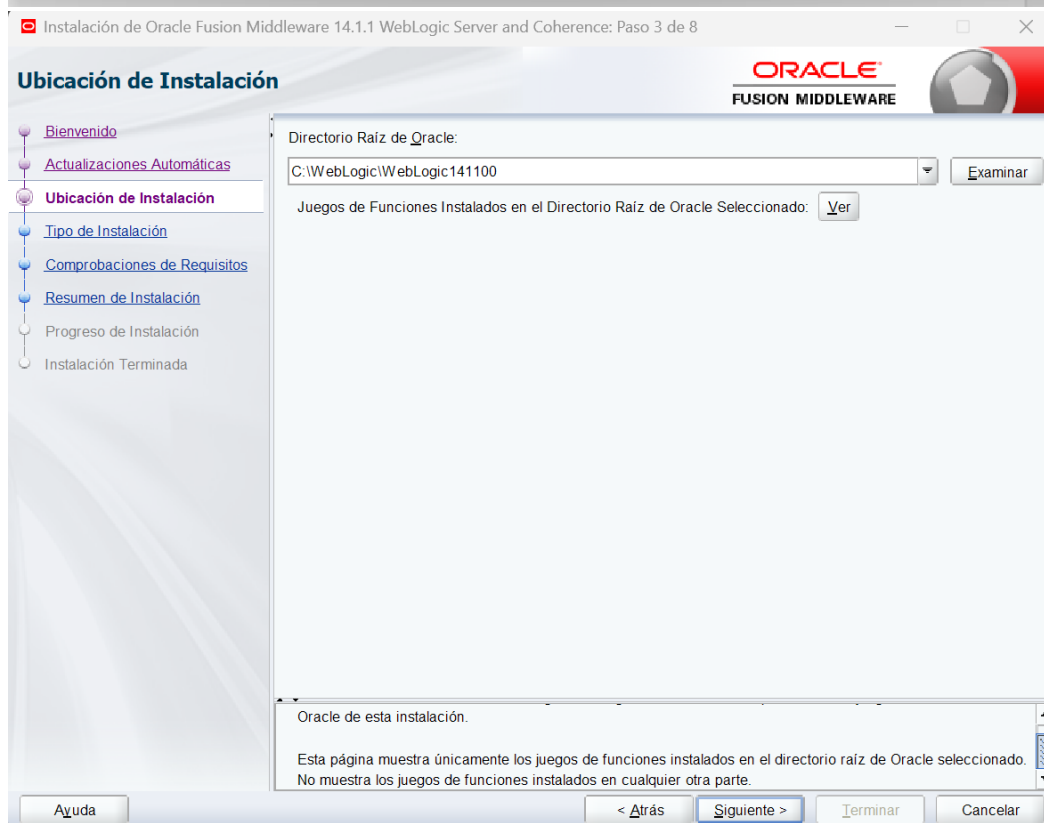 Instalación de Oracle Fusion Middleware 14.1.1 WebLogic Server and Coherence: Paso 3 de 8
Ubicación de Instalación
ORACLE
FUSION MIDDLEWARE
Bienvenido
Actualizaciones Automáticas
Ubicación de Instalación
Tipo de Instalación
Comprobaciones de Requisitos
Resumen de Instalación
Progreso de Instalación
Instalación Terminada
Directorio Raíz de Oracle:
C:\WebLogic\WebLogic141100
Examinar
Juegos de Funciones Instalados en el Directorio Raíz de Oracle Seleccionado: Ver
Oracle de esta instalación.
Esta página muestra únicamente los juegos de funciones instalados en el directorio raíz de Oracle seleccionado.
No muestra los juegos de funciones instalados en cualquier otra parte.
Ayuda
< Atrás
Siguiente >
Terminar
Cancelar